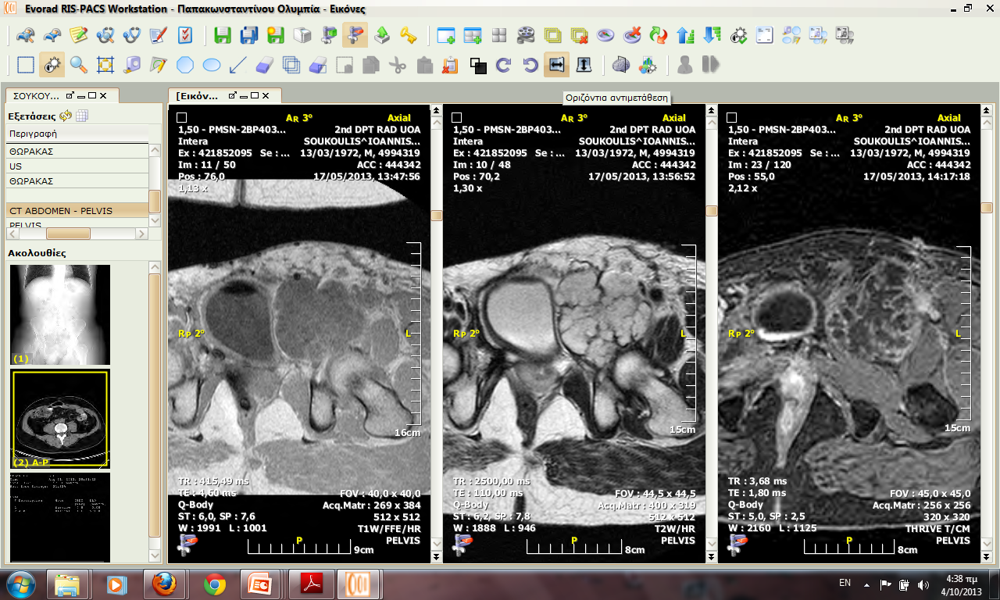 Evorad RIS-PACS Workstation - Παπακωνσταντίνου Ολυμπία - Εικόνες
ΣΟΥΚΟΥ...
[Εικόν...
Οριζόντια αντιμετάθεση
Εξετάσεις
Περιγραφή
ΘΩΡΑΚΑΣ
US
ΘΩΡΑΚΑΣ
CT ABDOMEN - PELVIS
PELVIS
Ακολουθίες
(1)
(2) A-P
AR 3° Axial
1,50 - PMSN-2BP403... 2nd DPT RAD UOA
Intera SOUKOULIS^IOANNIS...
Ex : 421852095 Se : ... 13/03/1972, M, 4994319
Im : 11 / 50 ACC : 444342
Pos : 76,0 17/05/2013, 13:47:56
1,13 x
RP 2° L
16cm
TR : 415,49 ms
TE : 4,60 ms FOV : 40,0 x 40,0
Q-Body Acq.Matr : 269 x 384
ST : 6,0, SP : 7,6 512 x 512
W : 1991 L : 1001 T1W/FFE/HR
PELVIS
P
9cm
AR 3° Axial
1,50 - PMSN-2BP403... 2nd DPT RAD UOA
Intera SOUKOULIS^IOANNIS...
Ex : 421852095 Se : ... 13/03/1972, M, 4994319
Im : 10 / 48 ACC : 444342
Pos : 70,2 17/05/2013, 13:56:52
1,30 x
RP 2° L
15cm
TR : 2500,00 ms
TE : 110,00 ms FOV : 44,5 x 44,5
Q-Body Acq.Matr : 400 x 319
ST : 6,2, SP : 7,8 512 x 512
W : 1888 L : 946 T2W/HR
PELVIS
P
8cm
AR 3° Axial
1,50 - PMSN-2BP403... 2nd DPT RAD UOA
Intera SOUKOULIS^IOANNIS...
Ex : 421852095 Se : ... 13/03/1972, M, 4994319
Im : 23 / 120 ACC : 444342
Pos : 55,0 17/05/2013, 14:17:18
2,12 x
RP 2° L
15cm
TR : 3,68 ms
TE : 1,80 ms FOV : 45,0 x 45,0
Q-Body Acq.Matr : 256 x 256
ST : 5,0, SP : 2,5 320 x 320
W : 2160 L : 1125 THRIVE T/CM
PELVIS
P
8cm
EN
4:38 πμ
4/10/2013